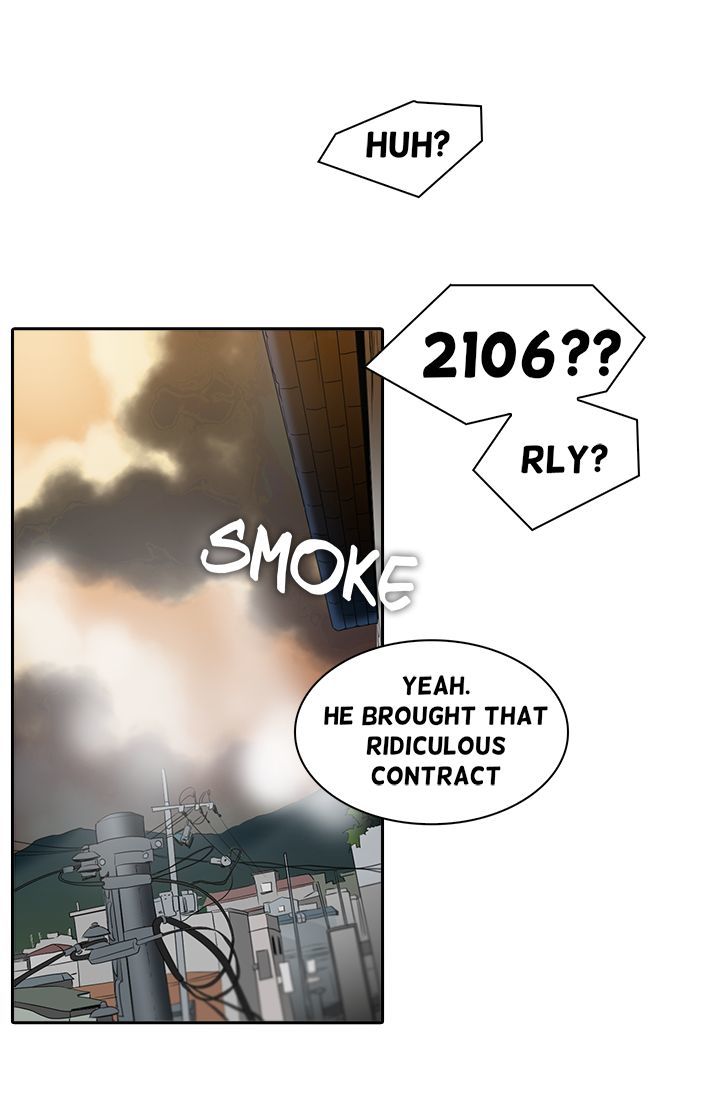 HUH?
2106??
RLY?
SMOKE
YEAH.
HE BROUGHT THAT
RIDICULOUS
CONTRACT